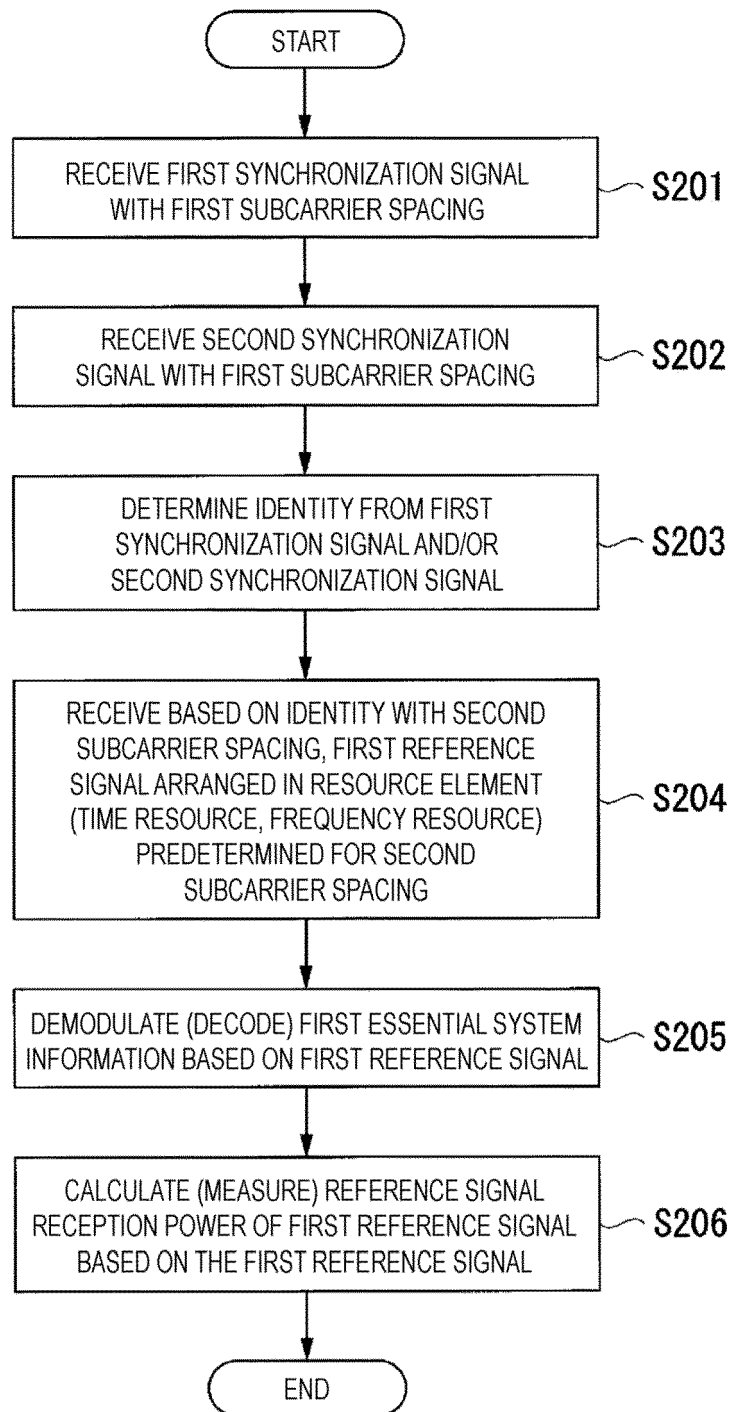 START
RECEIVE FIRST SYNCHRONIZATION SIGNAL
WITH FIRST SUBCARRIER SPACING
S201
RECEIVE SECOND SYNCHRONIZATION
SIGNAL WITH FIRST SUBCARRIER SPACING
S202
DETERMINE IDENTITY FROM FIRST
SYNCHRONIZATION SIGNAL AND/OR
SECOND SYNCHRONIZATION SIGNAL
S203
RECEIVE BASED ON IDENTITY WITH SECOND
SUBCARRIER SPACING, FIRST REFERENCE
SIGNAL ARRANGED IN RESOURCE ELEMENT
(TIME RESOURCE, FREQUENCY RESOURCE)
PREDETERMINED FOR SECOND
SUBCARRIER SPACING
S204
DEMODULATE (DECODE) FIRST ESSENTIAL SYSTEM
INFORMATION BASED ON FIRST REFERENCE SIGNAL
S205
CALCULATE (MEASURE) REFERENCE SIGNAL
RECEPTION POWER OF FIRST REFERENCE SIGNAL
BASED ON THE FIRST REFERENCE SIGNAL
S206
END